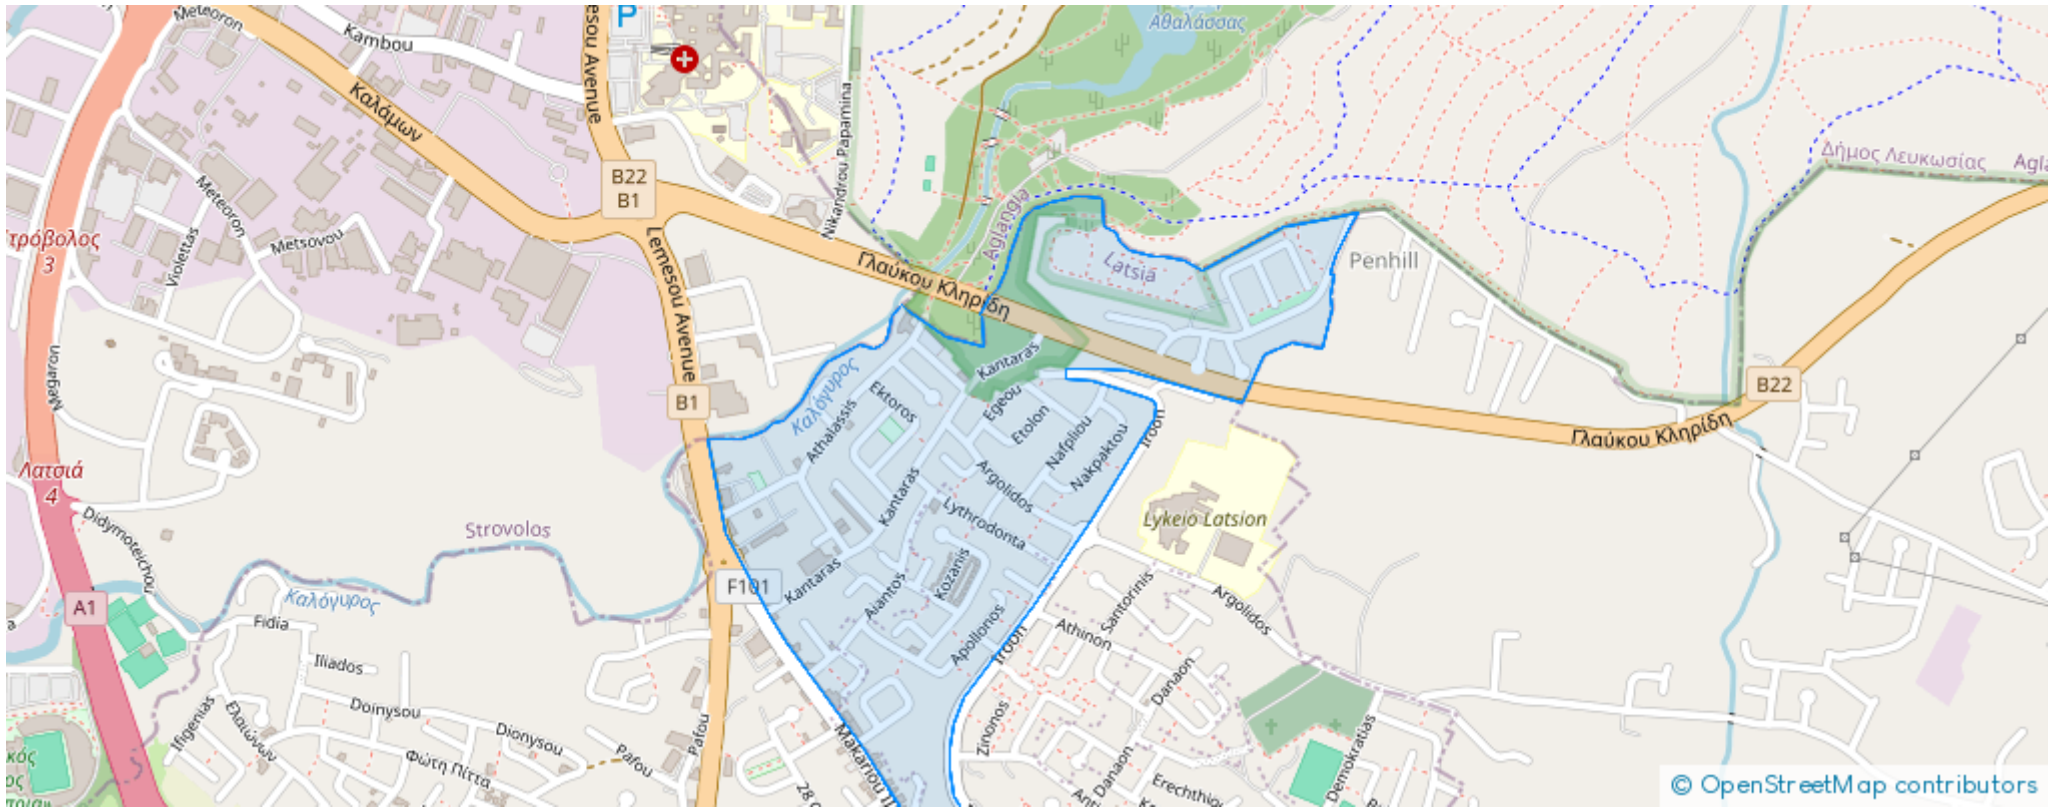 Meteoron
Kambou
Καλάμων
Lemesou Avenue
P
Αθαλάσσας
Nikandrou Papamina
B22
B1
Δήμος Λευκωσίας
Violettas
Meteoron
Metsovou
3
Lemesou Avenue
Aglangia
Γλαύκου Κληρίδη
Latsia
Penhill
Megaron
Καλόγυρος
Kantaras
B1
B22
Ektoros
Egeou
Athalassis
Etolon
Nafpliou
Nakpaktou
Iroon
Γλαύκου Κληρίδη
Λατσιά
4
Didymoteichou
Strovolos
Kantaras
Argolidos
Lythrodonta
Lykeio Latsion
F101
Kantaras
Aiantos
Kozanis
Apollonos
Iroon
Santorinis
Argolidos
A1
Καλόγυρος
Fidia
Iliados
Athinon
Danaon
Ifigenias
Ελαιώνων
Doinysou
Dionysou
Φώτη Πίττα
Pafou
Pafou
Makariou
Zinonos
Danaon
Erechthiou
Demokratias
© OpenStreetMap contributors